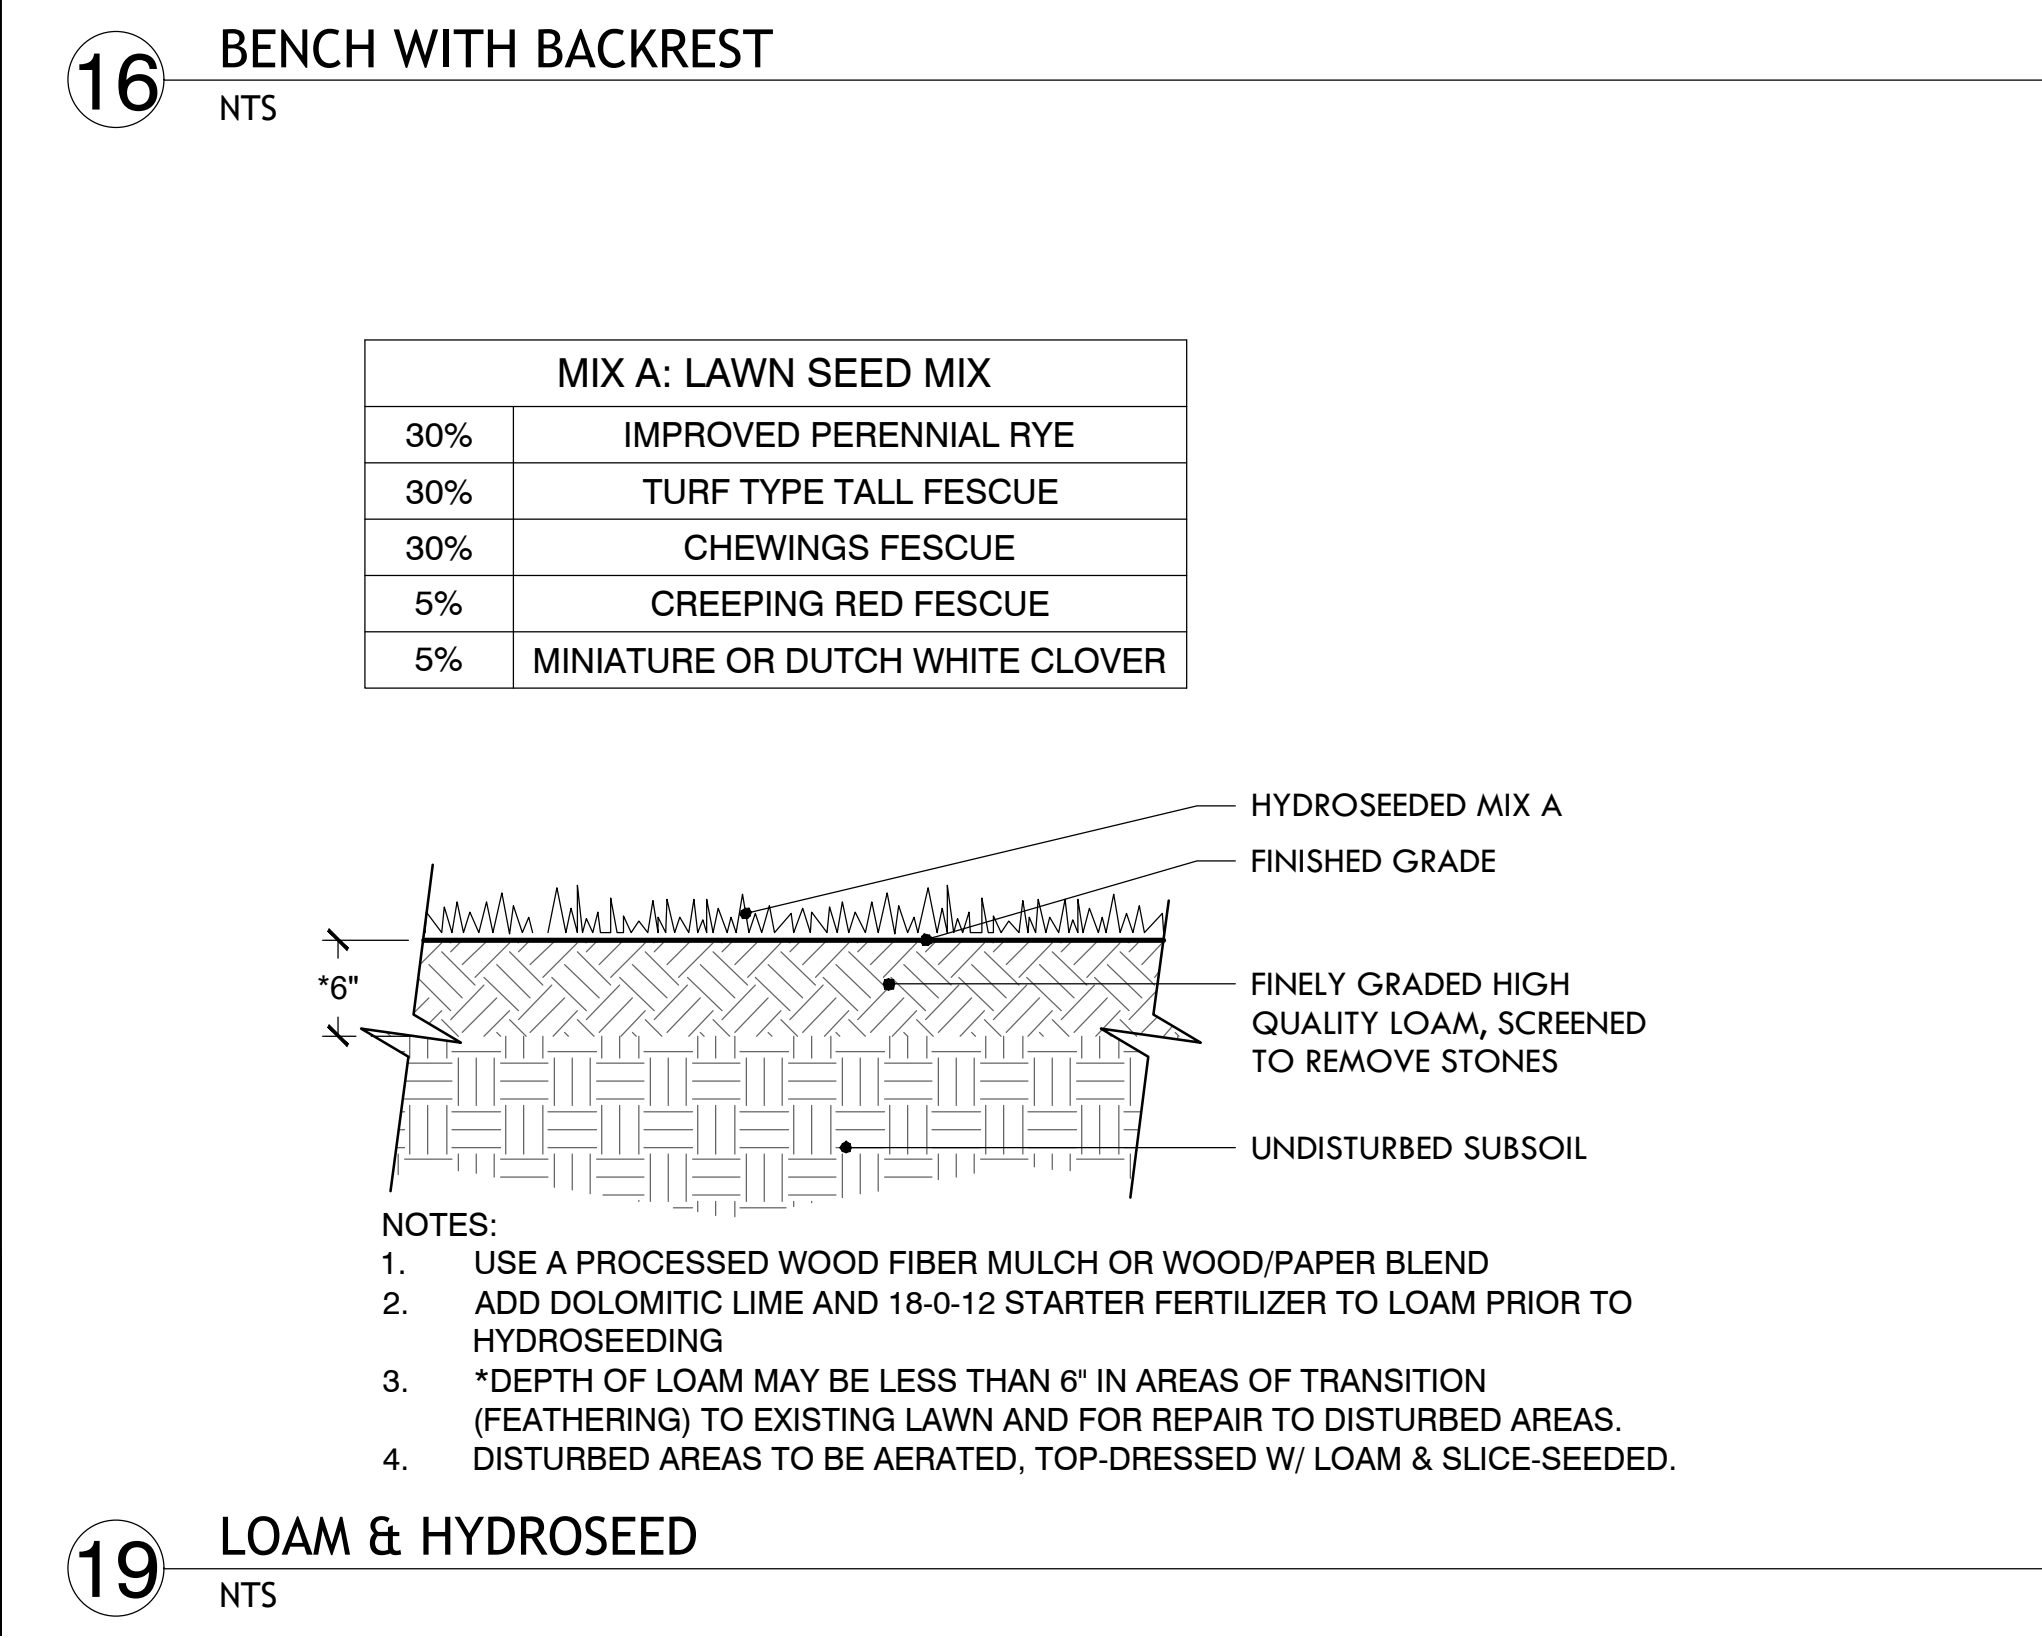 16 BENCH WITH BACKREST
NTS
MIX A: LAWN SEED MIX
30% IMPROVED PERENNIAL RYE
30% TURF TYPE TALL FESCUE
30% CHEWINGS FESCUE
5% CREEPING RED FESCUE
5% MINIATURE OR DUTCH WHITE CLOVER
HYDROSEEDED MIX A
FINISHED GRADE
*6"
FINELY GRADED HIGH
QUALITY LOAM, SCREENED
TO REMOVE STONES
UNDISTURBED SUBSOIL
NOTES:
1. USE A PROCESSED WOOD FIBER MULCH OR WOOD/PAPER BLEND
2. ADD DOLOMITIC LIME AND 18-0-12 STARTER FERTILIZER TO LOAM PRIOR TO
HYDROSEEDING
3. *DEPTH OF LOAM MAY BE LESS THAN 6" IN AREAS OF TRANSITION
(FEATHERING) TO EXISTING LAWN AND FOR REPAIR TO DISTURBED AREAS.
4. DISTURBED AREAS TO BE AERATED, TOP-DRESSED W/ LOAM & SLICE-SEEDED.
19 LOAM & HYDROSEED
NTS